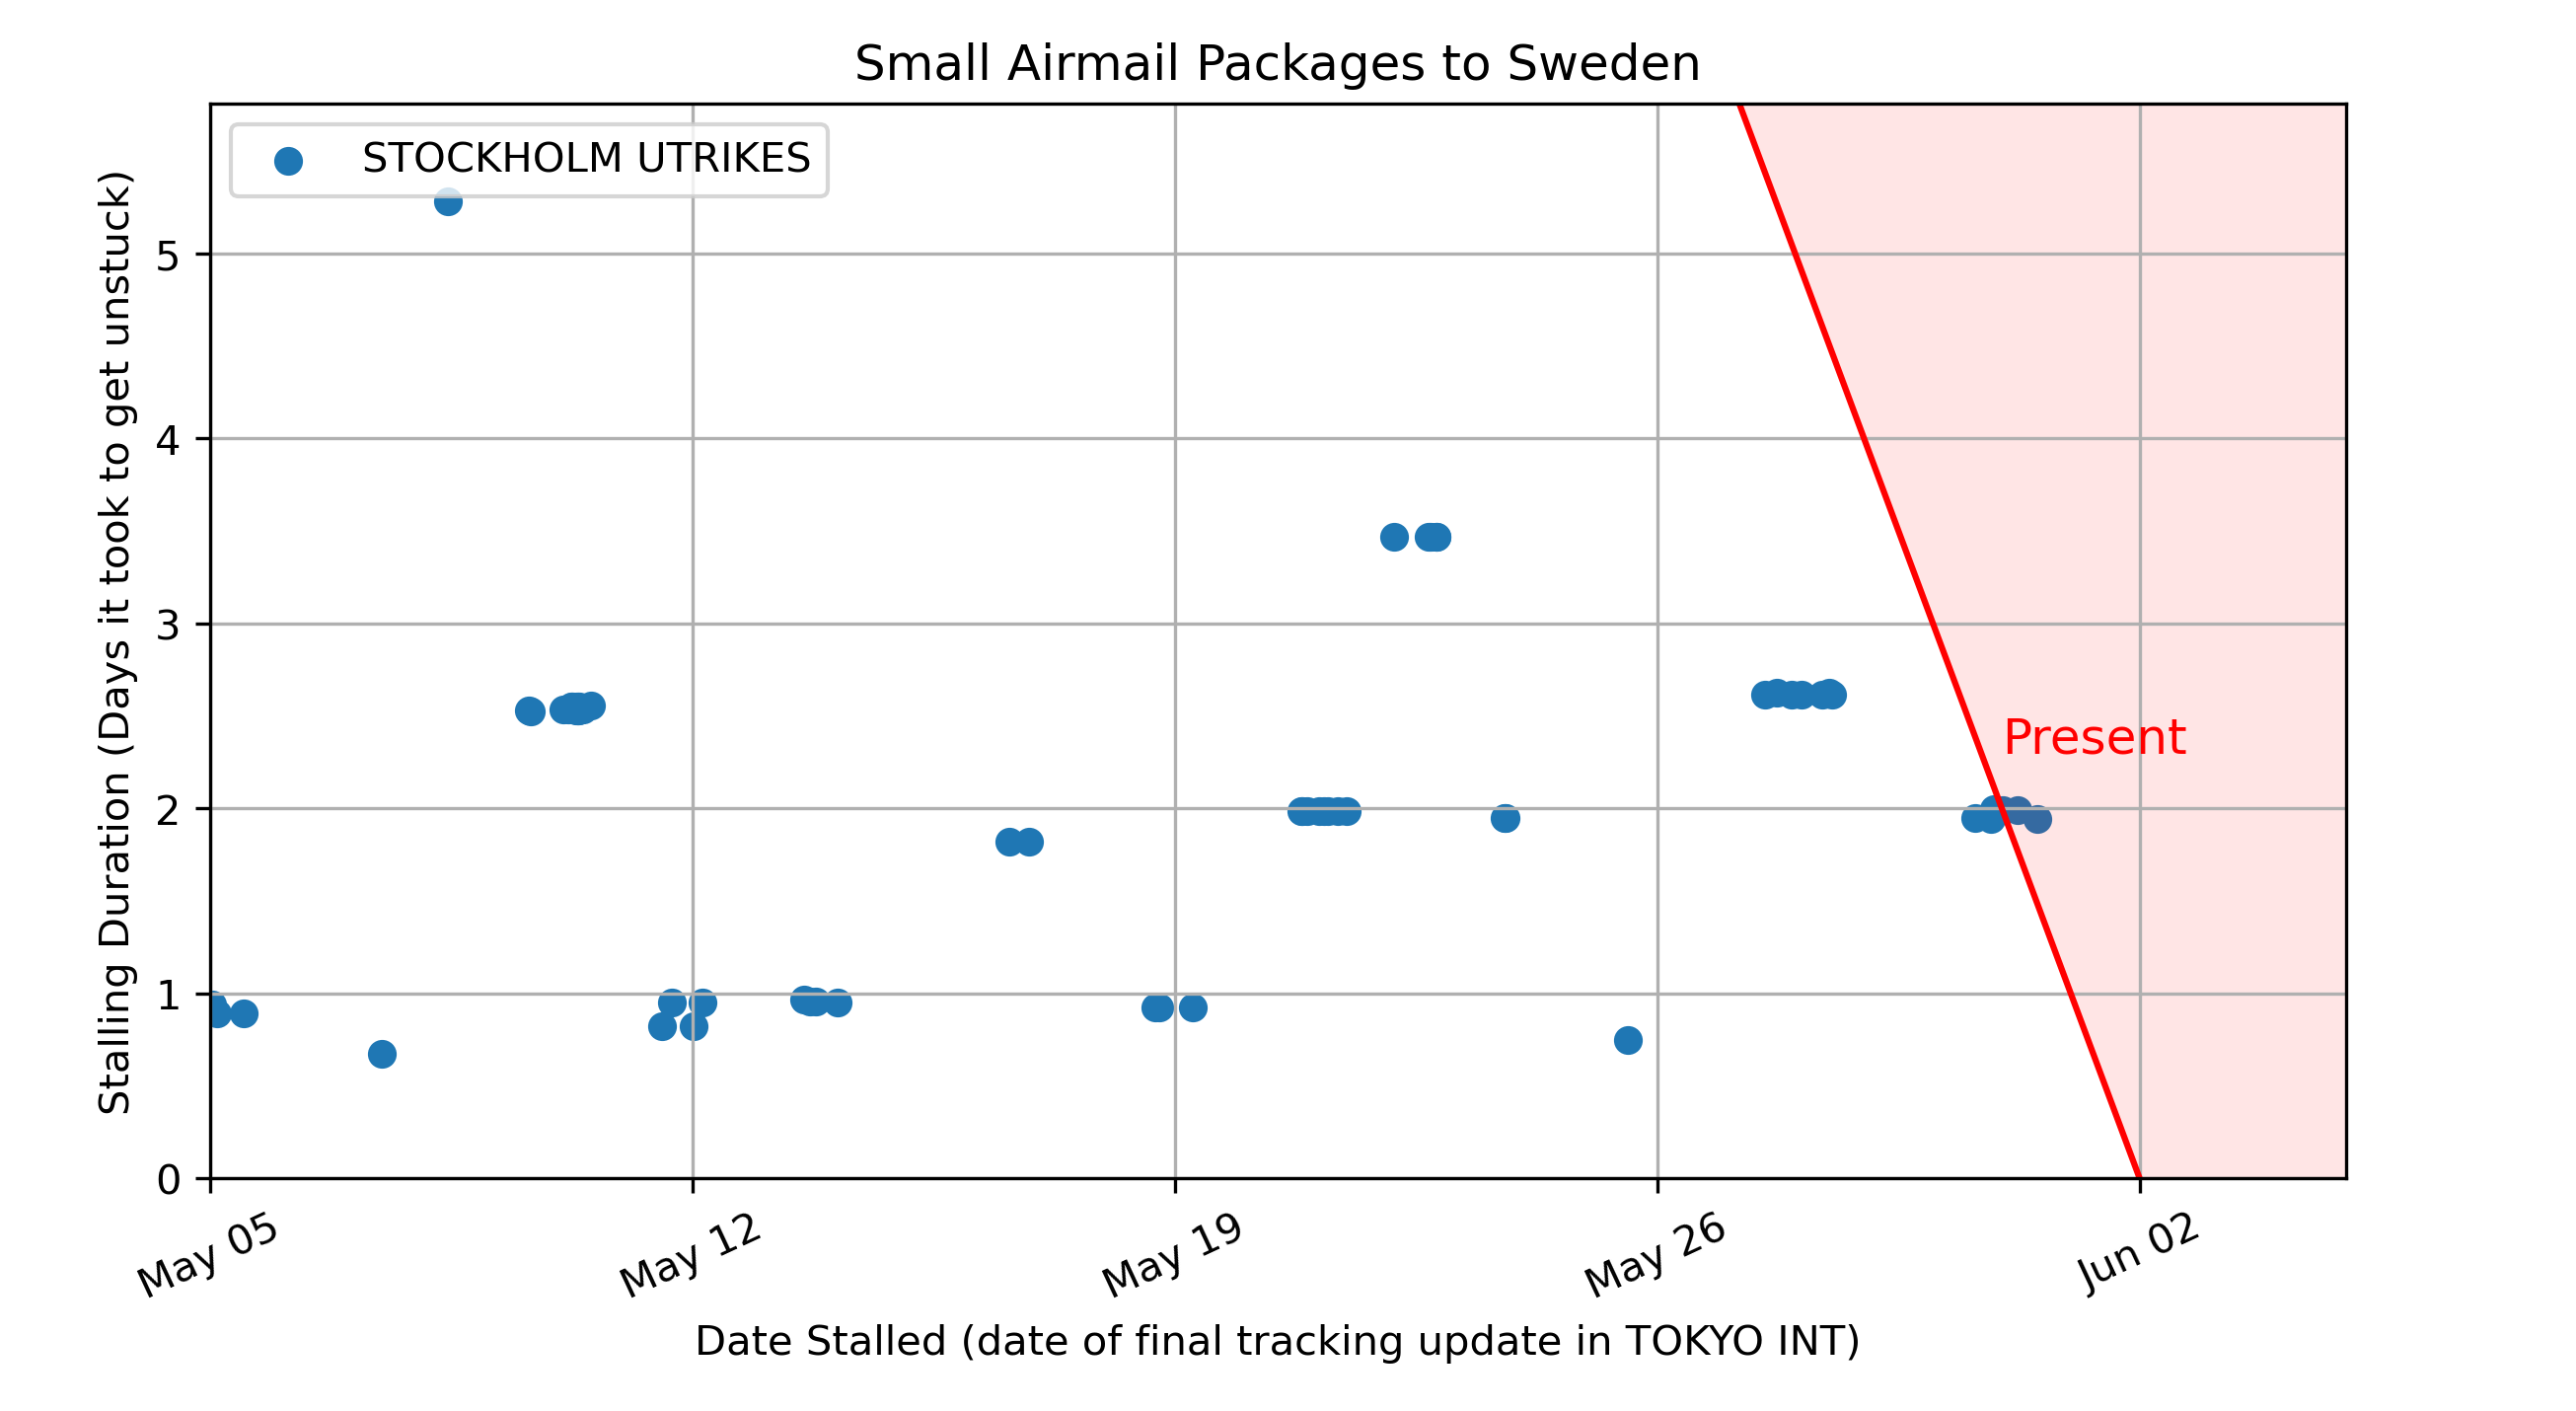 Small Airmail Packages to Sweden
STOCKHOLM UTRIKES
Stalling Duration (Days it took to get unstuck)
5
4
3
2
1
0
Present
May 05
May 12
May 19
May 26
Jun 02
Date Stalled (date of final tracking update in TOKYO INT)